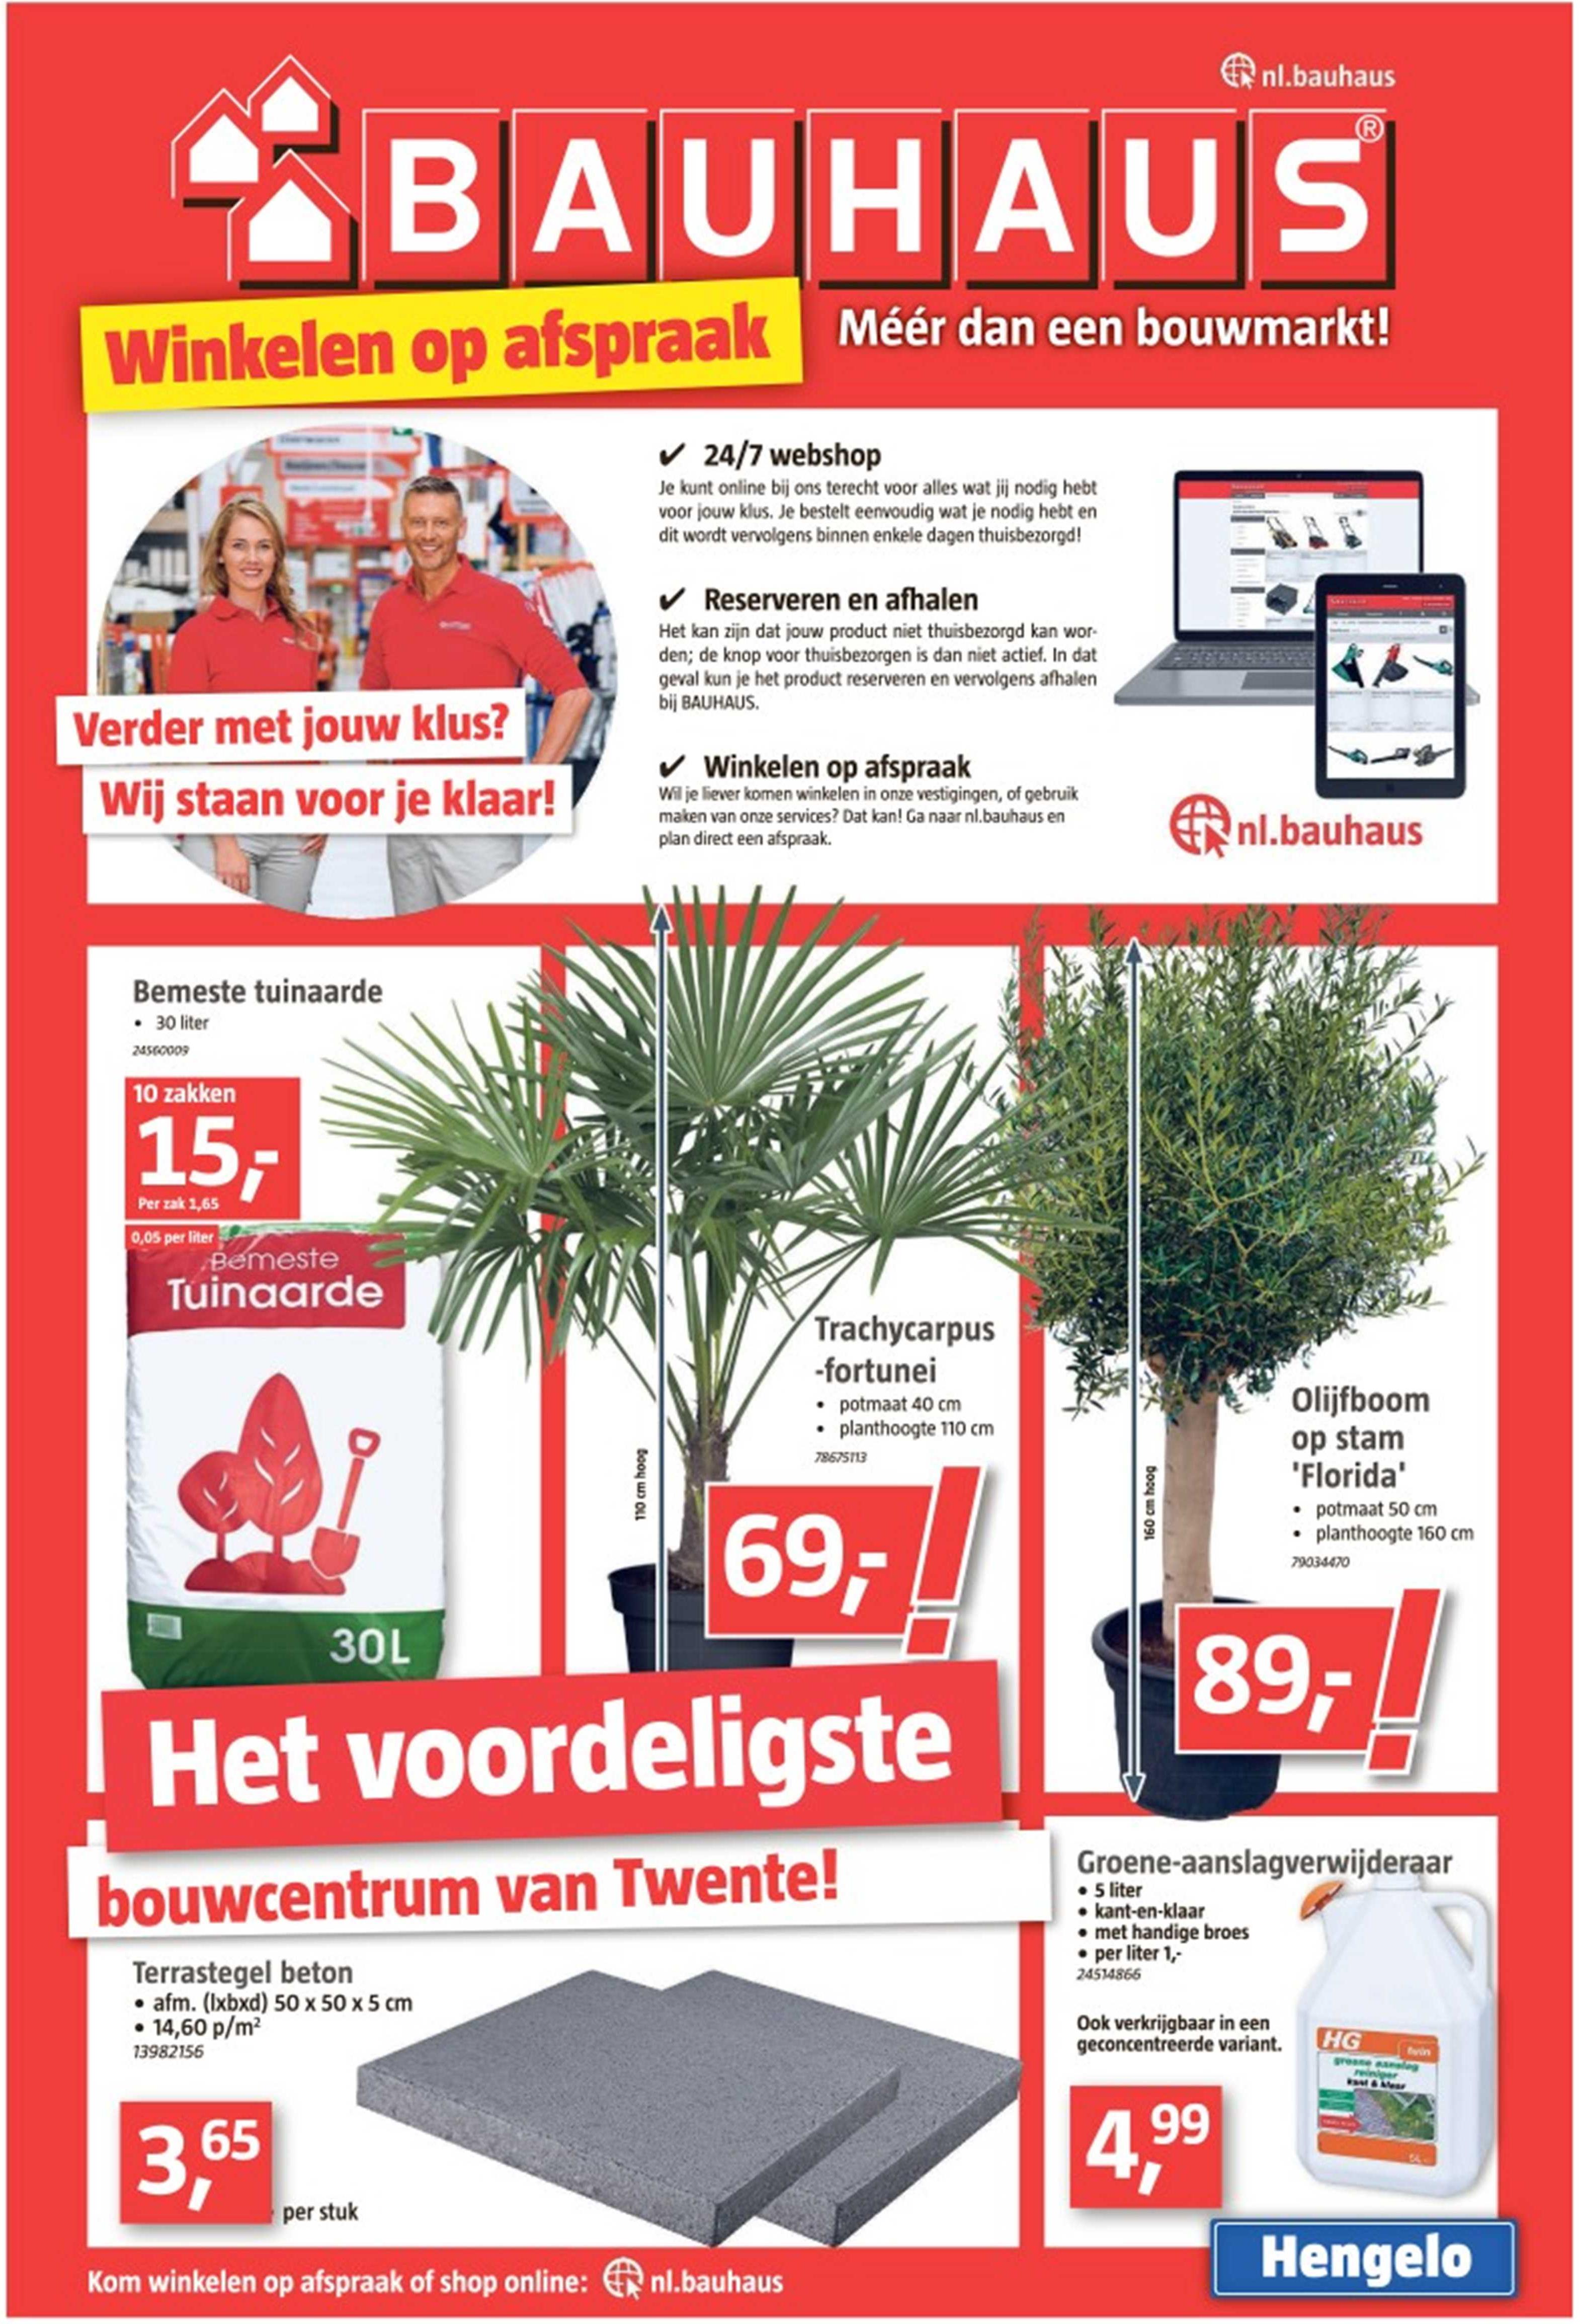 nl.bauhaus
BAUHAUS®
Winkelen op afspraak
Méér dan een bouwmarkt!
✔ 24/7 webshop
Je kunt online bij ons terecht voor alles wat jij nodig hebt
voor jouw klus. Je bestelt eenvoudig wat je nodig hebt en
dit wordt vervolgens binnen enkele dagen thuisbezorgd!
✔ Reserveren en afhalen
Het kan zijn dat jouw product niet thuisbezorgd kan wor-
den; de knop voor thuisbezorgen is dan niet actief. In dat
geval kun je het product reserveren en vervolgens afhalen
bij BAUHAUS.
✔ Winkelen op afspraak
Wil je liever komen winkelen in onze vestigingen, of gebruik
maken van onze services? Dat kan! Ga naar nl.bauhaus en
plan direct een afspraak.
Verder met jouw klus?
Wij staan voor je klaar!
nl.bauhaus
Bemeste tuinaarde
• 30 liter
24560009
10 zakken
15,-
Per zak 1,65
0,05 per liter
Bemeste
Tuinaarde
30L
110 cm hoog
Trachycarpus
-fortunei
• potmaat 40 cm
• planthoogte 110 cm
78675113
69,-!
160 cm hoog
Olijfboom
op stam
'Florida'
• potmaat 50 cm
• planthoogte 160 cm
79034470
89,-!
Het voordeligste
bouwcentrum van Twente!
Terrastegel beton
• afm. (lxbxd) 50 x 50 x 5 cm
• 14,60 p/m²
13982156
3,65
per stuk
Groene-aanslagverwijderaar
• 5 liter
• kant-en-klaar
• met handige broes
• per liter 1,-
24514866
Ook verkrijgbaar in een
geconcentreerde variant.
4,99
HG
tuin
groene aanslag
reiniger
kant & klaar
5L
Hengelo
Kom winkelen op afspraak of shop online: nl.bauhaus